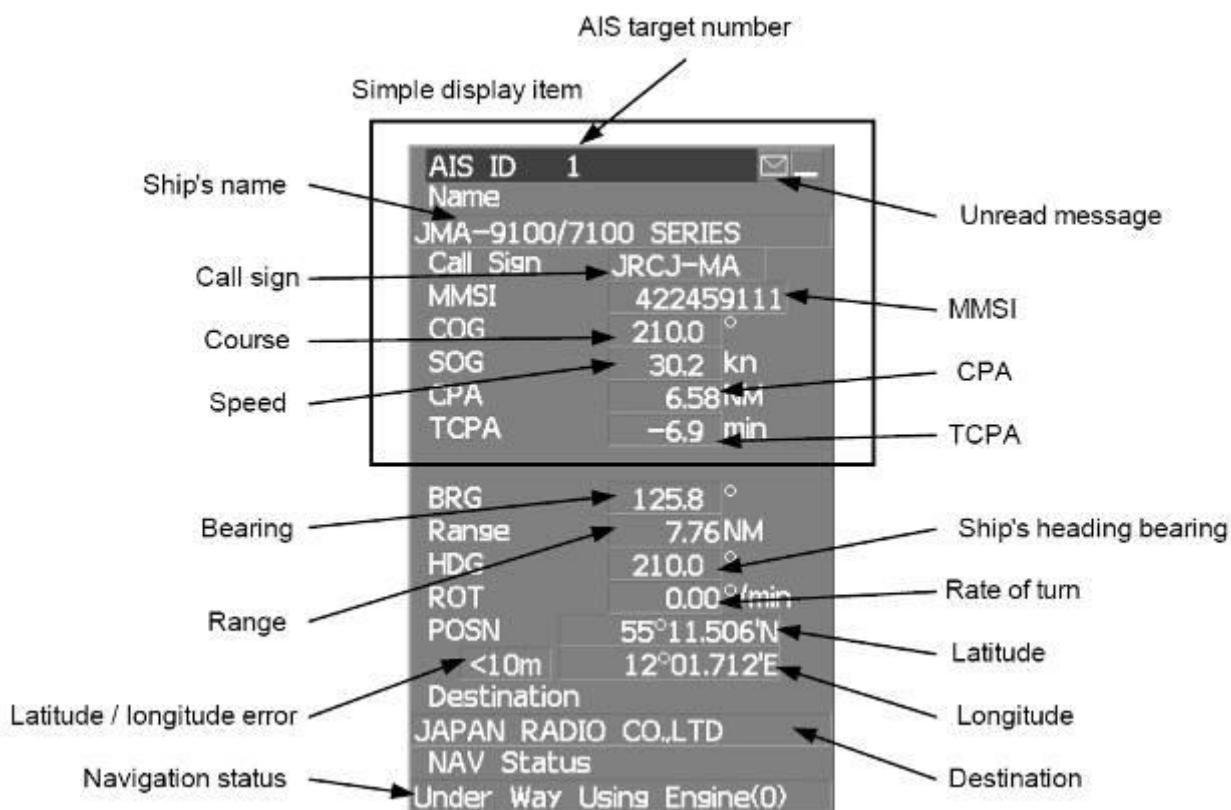 AIS target number
Simple display item
AIS ID 1
Ship's name
Name
Unread message
JMA-9100/7100 SERIES
Call sign
Call Sign JRCJ-MA
MMSI 422459111
MMSI
Course
COG 210.0 °
SOG 30.2 kn
CPA
Speed
CPA 6.58 NM
TCPA -6.9 min
TCPA
BRG 125.8 °
Bearing
Range 7.76 NM
Ship's heading bearing
HDG 210.0 °
ROT 0.00 °/min
Rate of turn
Range
POSN 55°11.506'N
Latitude
<10m 12°01.712'E
Latitude / longitude error
Destination
Longitude
JAPAN RADIO CO.,LTD
NAV Status
Navigation status
Destination
Under Way Using Engine(0)